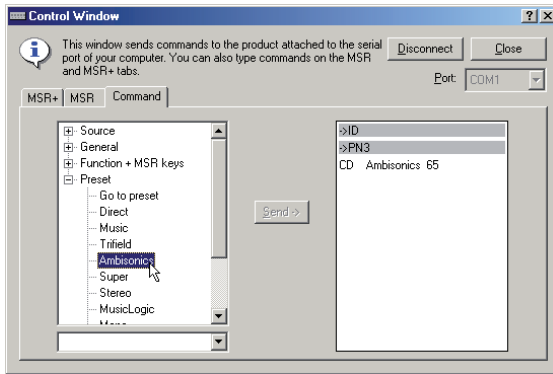 Control Window
This window sends commands to the product attached to the serial
port of your computer. You can also type commands on the MSR
and MSR+ tabs.
Disconnect
Close
Port:
COM1
MSR+
MSR
Command
Source
General
Function + MSR keys
Preset
Go to preset
Direct
Music
Trifield
Ambisonics
Super
Stereo
MusicLogic
Send ->
->ID
->PN3
CD Ambisonics 65